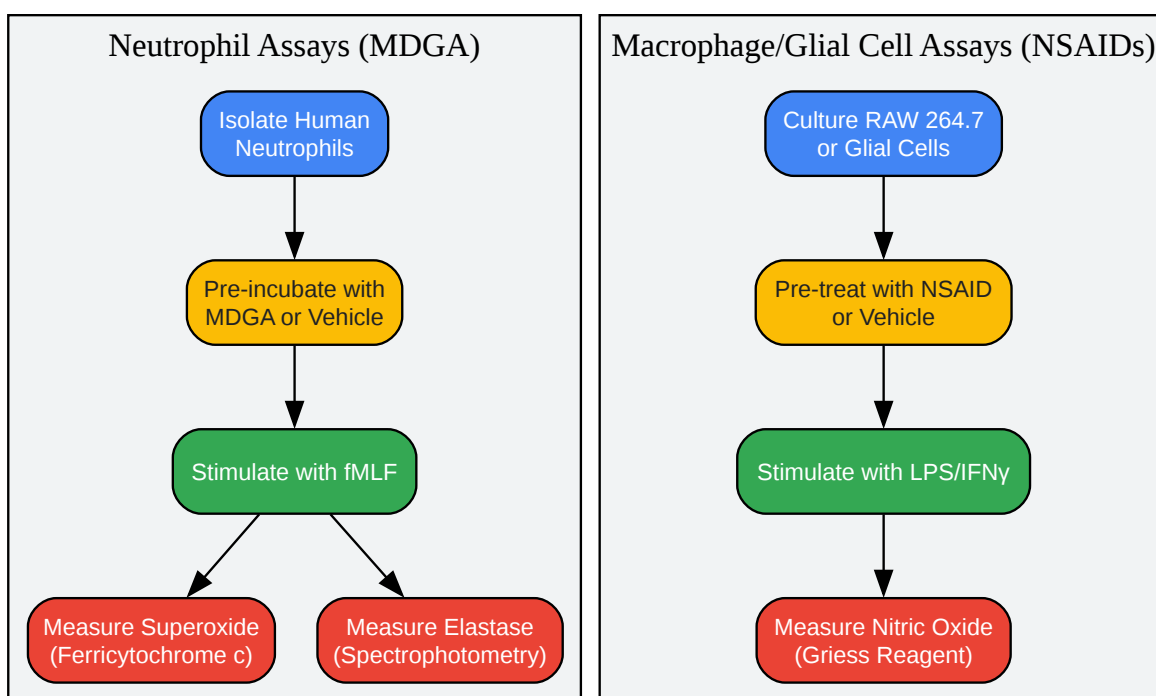 Neutrophil Assays (MDGA)
Isolate Human
Neutrophils
Pre-incubate with
MDGA or Vehicle
Stimulate with fMLF
Measure Superoxide
(Ferricytochrome c)
Measure Elastase
(Spectrophotometry)
Macrophage/Glial Cell Assays (NSAIDs)
Culture RAW 264.7
or Glial Cells
Pre-treat with NSAID
or Vehicle
Stimulate with LPS/IFNγ
Measure Nitric Oxide
(Griess Reagent)